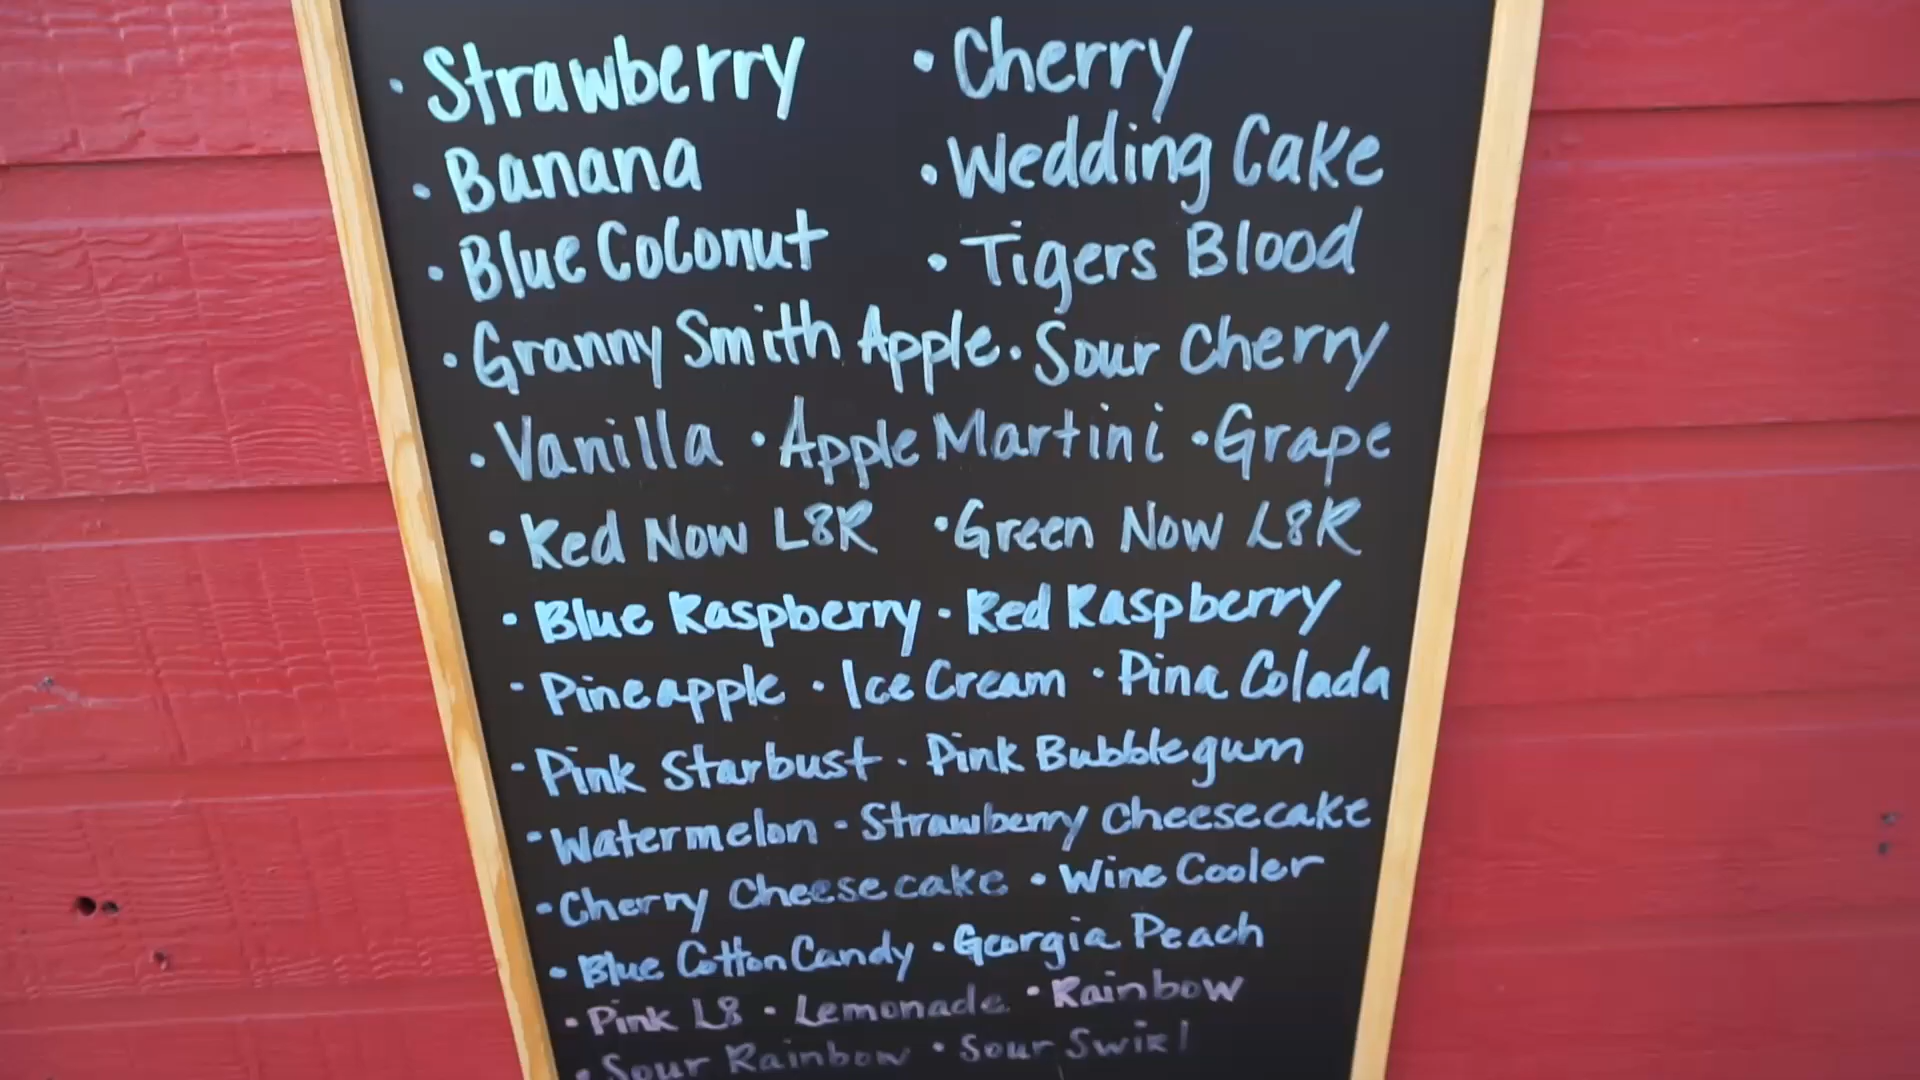 · Strawberry · Cherry
· Banana · Wedding Cake
· Blue Coconut · Tigers Blood
· Granny Smith Apple · Sour Cherry
· Vanilla · Apple Martini · Grape
· Red Now L8R · Green Now L8R
· Blue Raspberry · Red Raspberry
· Pineapple · Ice Cream · Pina Colada
· Pink Starbust · Pink Bubblegum
· Watermelon · Strawberry Cheesecake
· Cherry Cheesecake · Wine Cooler
· Blue Cotton Candy · Georgia Peach
· Pink L8 · Lemonade · Rainbow
· Sour Rainbow · Sour Swirl